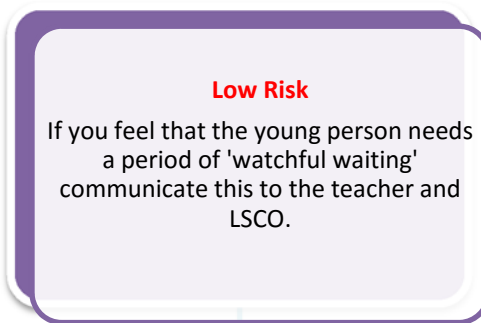 Low Risk
If you feel that the young person needs
a period of 'watchful waiting'
communicate this to the teacher and
LSCO.